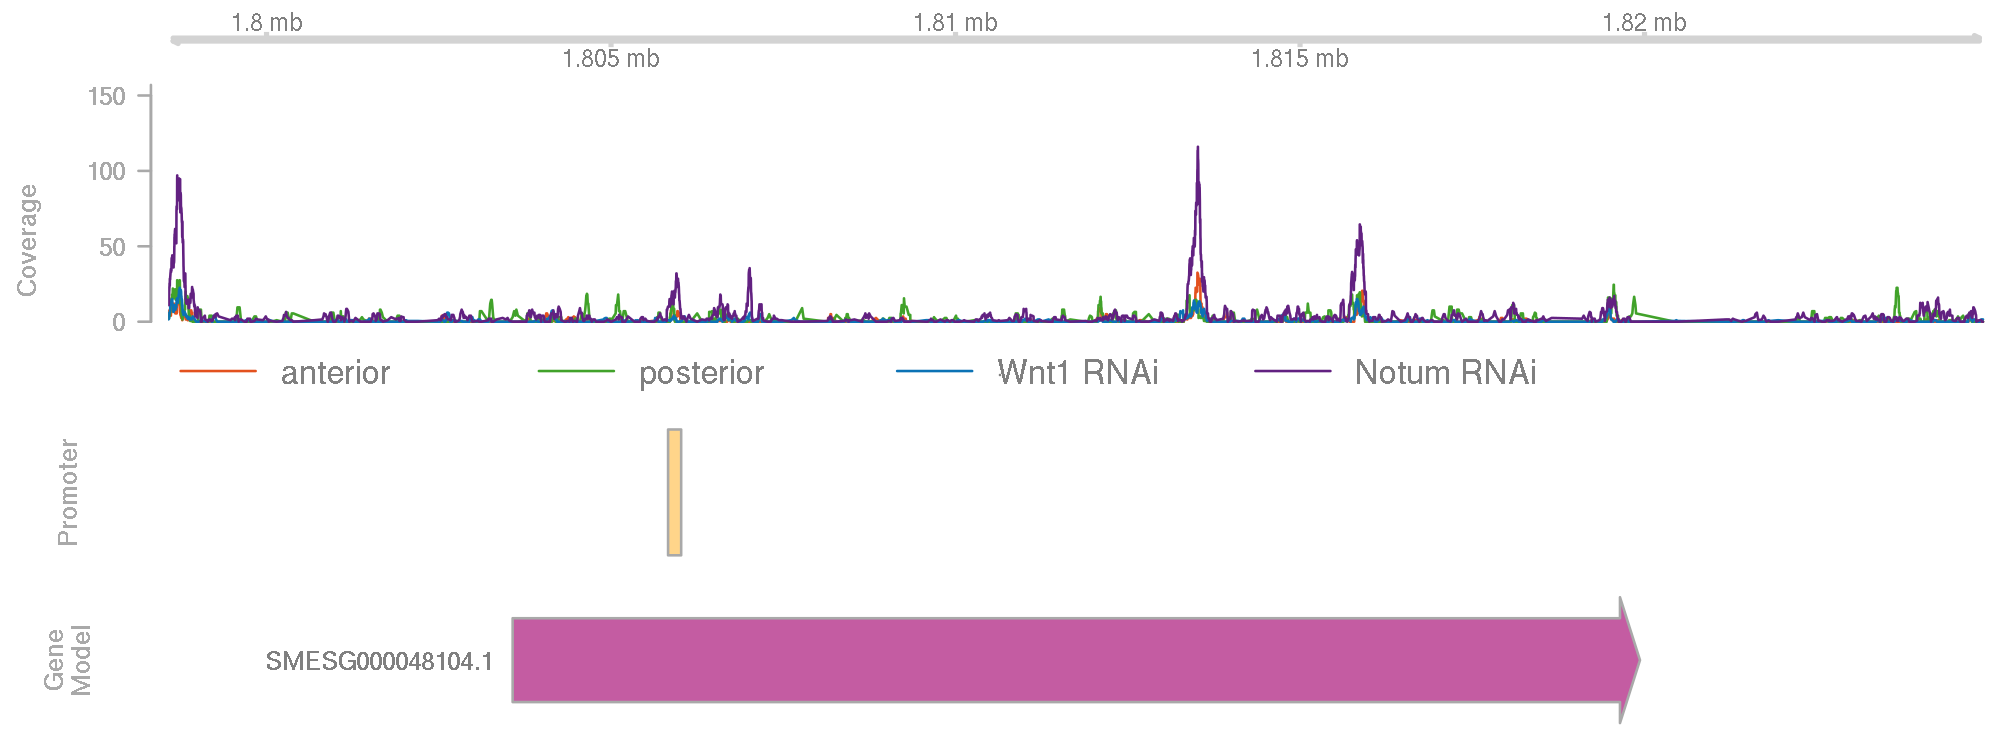 1.8 mb 1.81 mb 1.82 mb
1.805 mb 1.815 mb
150
100
50
0
Coverage
anterior posterior Wnt1 RNAi Notum RNAi
Promoter
Gene
Model
SMESG000048104.1